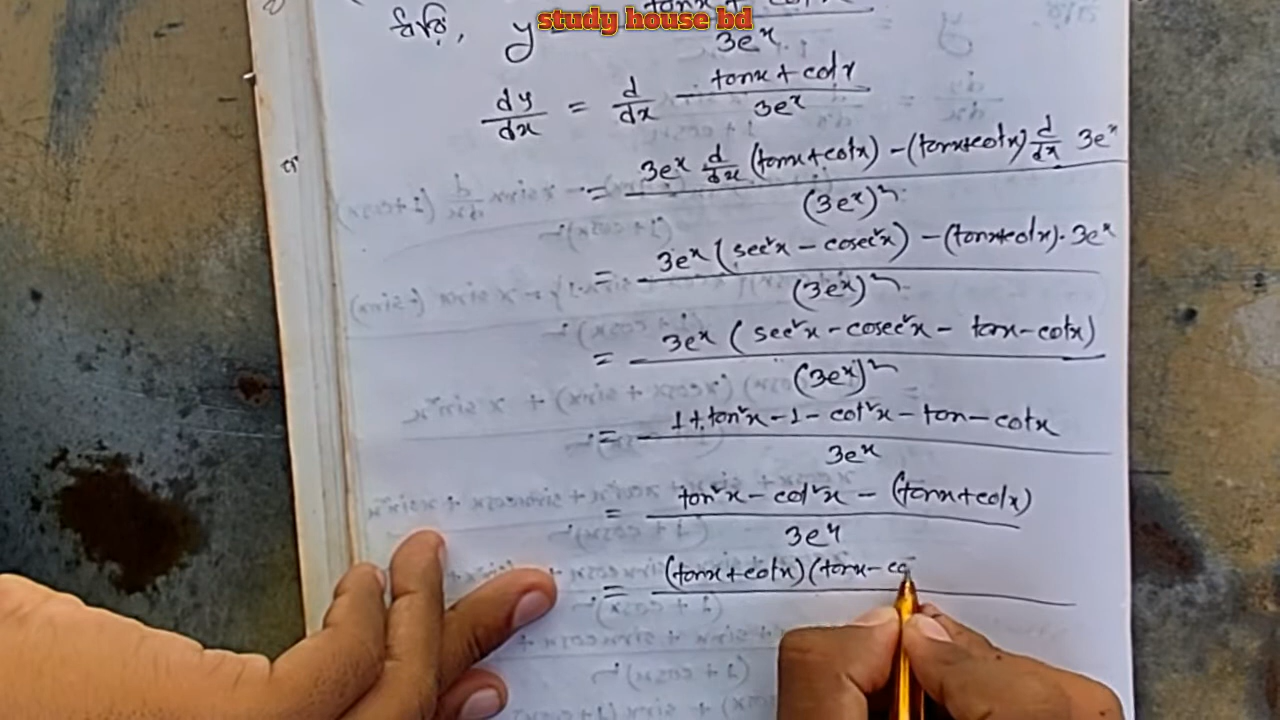 study house bd
ধরি, y = tanx + cotx / 3eˣ
dy/dx = d/dx (tanx + cotx)/3eˣ
= 3eˣ d/dx (tanx + cotx) - (tanx+cotx) d/dx 3eˣ / (3eˣ)²
= 3eˣ (sec²x - cosec²x) - (tanx+cotx)·3eˣ / (3eˣ)²
= 3eˣ (sec²x - cosec²x - tanx - cotx) / (3eˣ)²
= 1 + tan²x - 1 - cot²x - tan - cotx / 3eˣ
= tan²x - cot²x - (tanx + cotx) / 3eˣ
= (tanx + cotx) (tanx - co